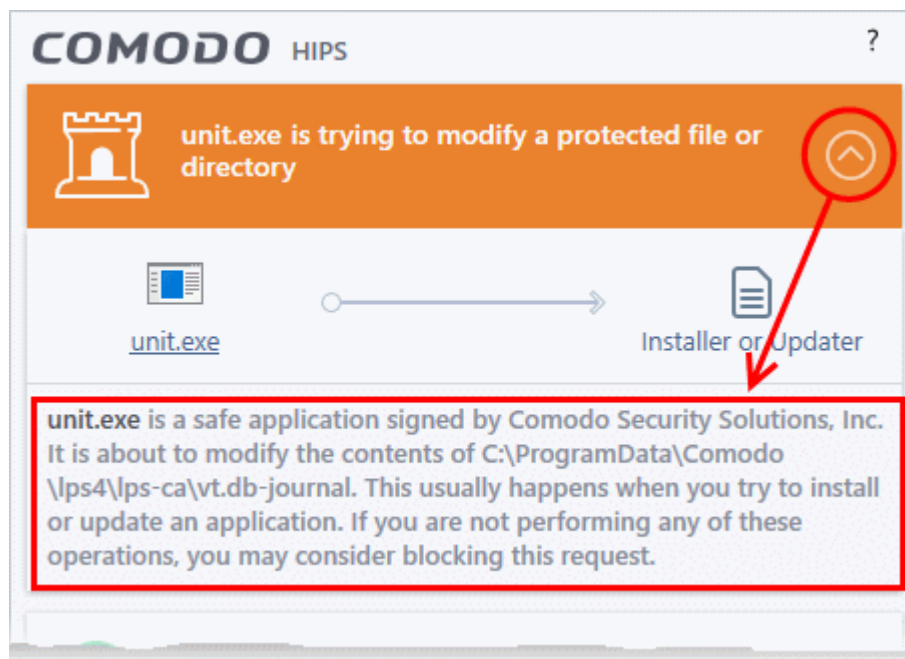 COMODO HIPS ?
unit.exe is trying to modify a protected file or
directory
unit.exe
Installer or Updater
unit.exe is a safe application signed by Comodo Security Solutions, Inc.
It is about to modify the contents of C:\ProgramData\Comodo
\lps4\lps-ca\vt.db-journal. This usually happens when you try to install
or update an application. If you are not performing any of these
operations, you may consider blocking this request.